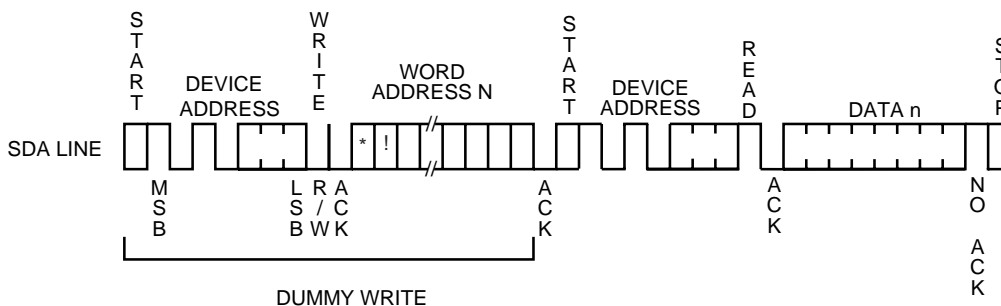 START
WRITE
START
READ
STOP
DEVICE
ADDRESS
WORD
ADDRESS N
DEVICE
ADDRESS
DATA n
SDA LINE
*
!
MSB
LSB
R/W
ACK
ACK
ACK
NO ACK
DUMMY WRITE